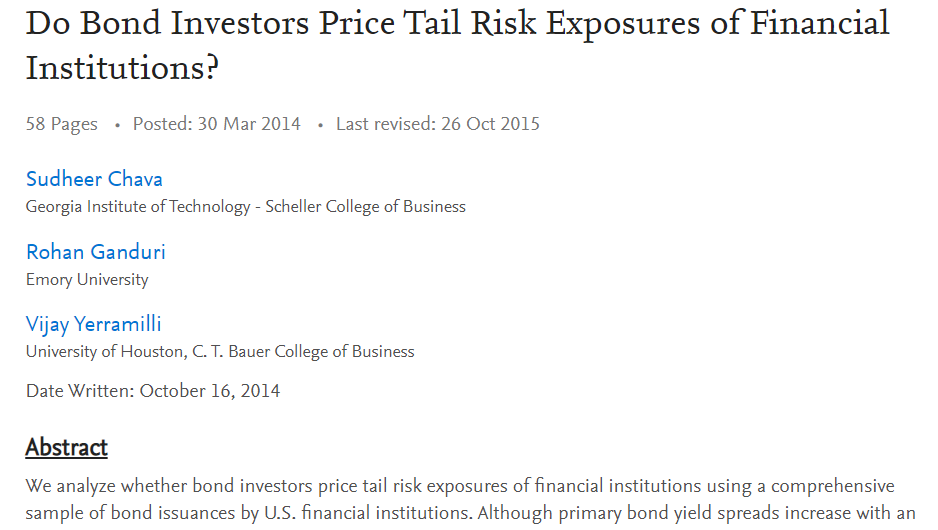 Do Bond Investors Price Tail Risk Exposures of Financial
Institutions?
58 Pages • Posted: 30 Mar 2014 • Last revised: 26 Oct 2015
Sudheer Chava
Georgia Institute of Technology - Scheller College of Business
Rohan Ganduri
Emory University
Vijay Yerramilli
University of Houston, C. T. Bauer College of Business
Date Written: October 16, 2014
Abstract
We analyze whether bond investors price tail risk exposures of financial institutions using a comprehensive
sample of bond issuances by U.S. financial institutions. Although primary bond yield spreads increase with an